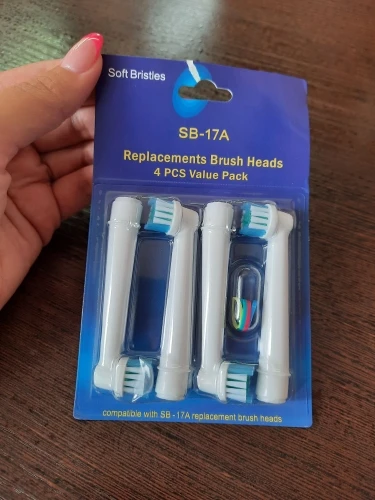 Soft Bristles
SB-17A
Replacements Brush Heads
4 PCS Value Pack
compatible with SB -17A replacement brush heads